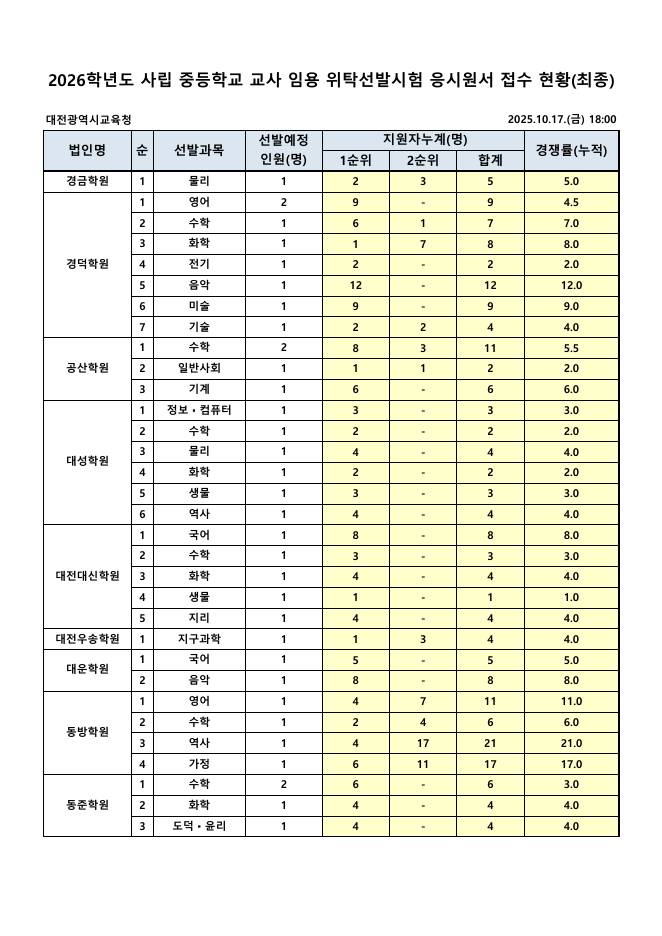 2026학년도 사립 중등학교 교사 임용 위탁선발시험 응시원서 접수 현황(최종)
대전광역시교육청 2025.10.17.(금) 18:00
법인명 순 선발과목 선발예정 인원(명) 지원자누계(명) 경쟁률(누적)
1순위 2순위 합계
경금학원 1 물리 1 2 3 5 5.0
경덕학원 1 영어 2 9 - 9 4.5
2 수학 1 6 1 7 7.0
3 화학 1 1 7 8 8.0
4 전기 1 2 - 2 2.0
5 음악 1 12 - 12 12.0
6 미술 1 9 - 9 9.0
7 기술 1 2 2 4 4.0
공산학원 1 수학 2 8 3 11 5.5
2 일반사회 1 1 1 2 2.0
3 기계 1 6 - 6 6.0
대성학원 1 정보・컴퓨터 1 3 - 3 3.0
2 수학 1 2 - 2 2.0
3 물리 1 4 - 4 4.0
4 화학 1 2 - 2 2.0
5 생물 1 3 - 3 3.0
6 역사 1 4 - 4 4.0
대전대신학원 1 국어 1 8 - 8 8.0
2 수학 1 3 - 3 3.0
3 화학 1 4 - 4 4.0
4 생물 1 1 - 1 1.0
5 지리 1 4 - 4 4.0
대전우송학원 1 지구과학 1 1 3 4 4.0
대운학원 1 국어 1 5 - 5 5.0
2 음악 1 8 - 8 8.0
동방학원 1 영어 1 4 7 11 11.0
2 수학 1 2 4 6 6.0
3 역사 1 4 17 21 21.0
4 가정 1 6 11 17 17.0
동준학원 1 수학 2 6 - 6 3.0
2 화학 1 4 - 4 4.0
3 도덕・윤리 1 4 - 4 4.0